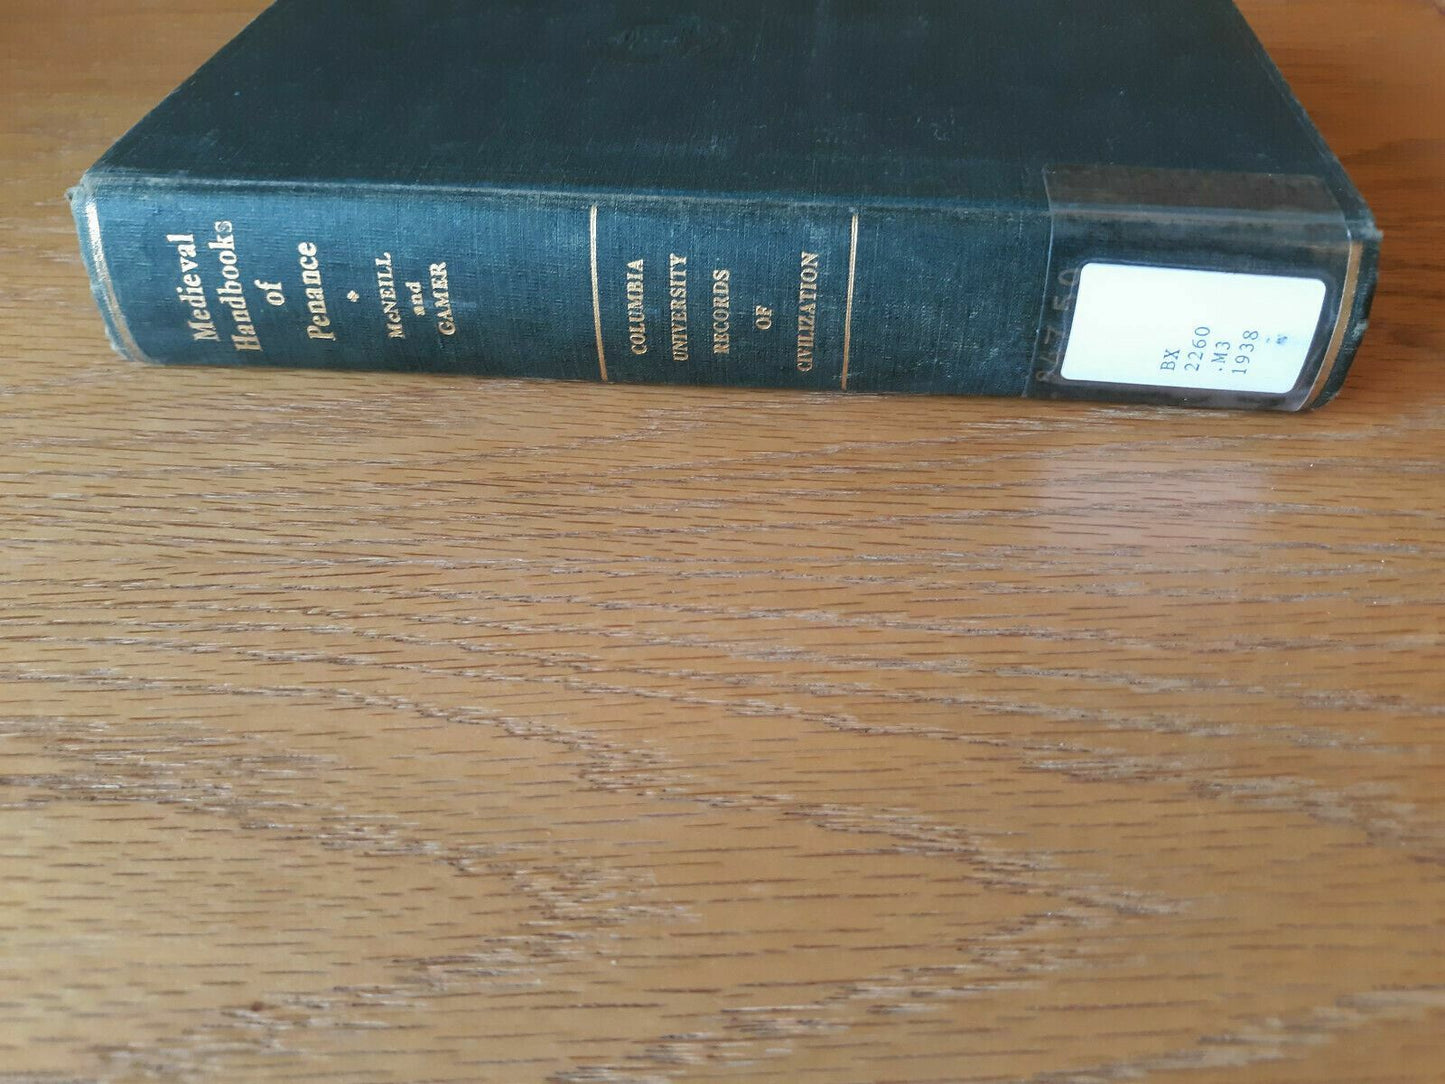 Medieval
Handbooks
of
Penance
McNEILL
and
GAMER
COLUMBIA
UNIVERSITY
RECORDS
OF
CIVILIZATION
BX
2260
.M3
1938